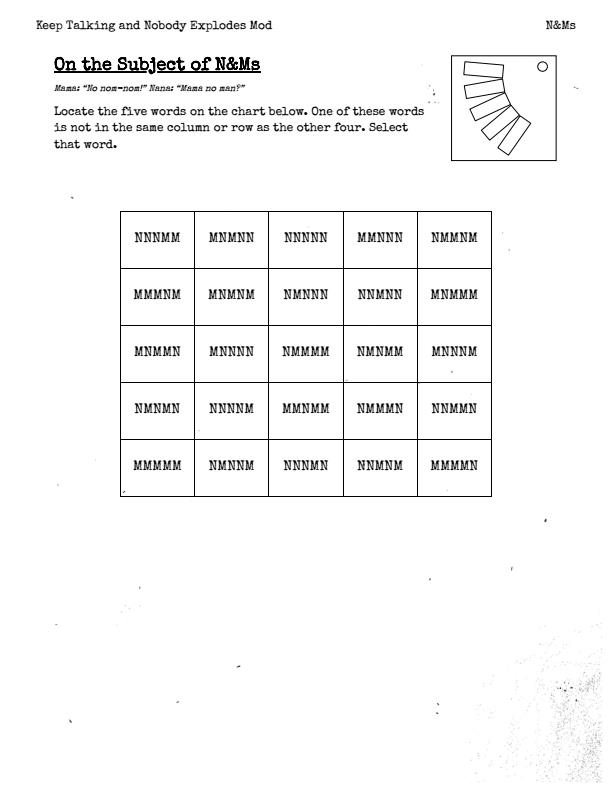 Keep Talking and Nobody Explodes Mod N&Ms
On the Subject of N&Ms
Mama: “No nom-nom!” Nana: “Mama no man?”
Locate the five words on the chart below. One of these words
is not in the same column or row as the other four. Select
that word.
NNNMM MNMNN NNNNN MMNNN NMMNM
MMMNM MNMNM NMNNN NNMNN MNMMM
MNMMN MNNNN NMMMM NMNMM MNNNM
NMNMN NNNNM MMNMM NMMMN NNMMN
MMMMM NMNNM NNNMN NNMNM MMMMN